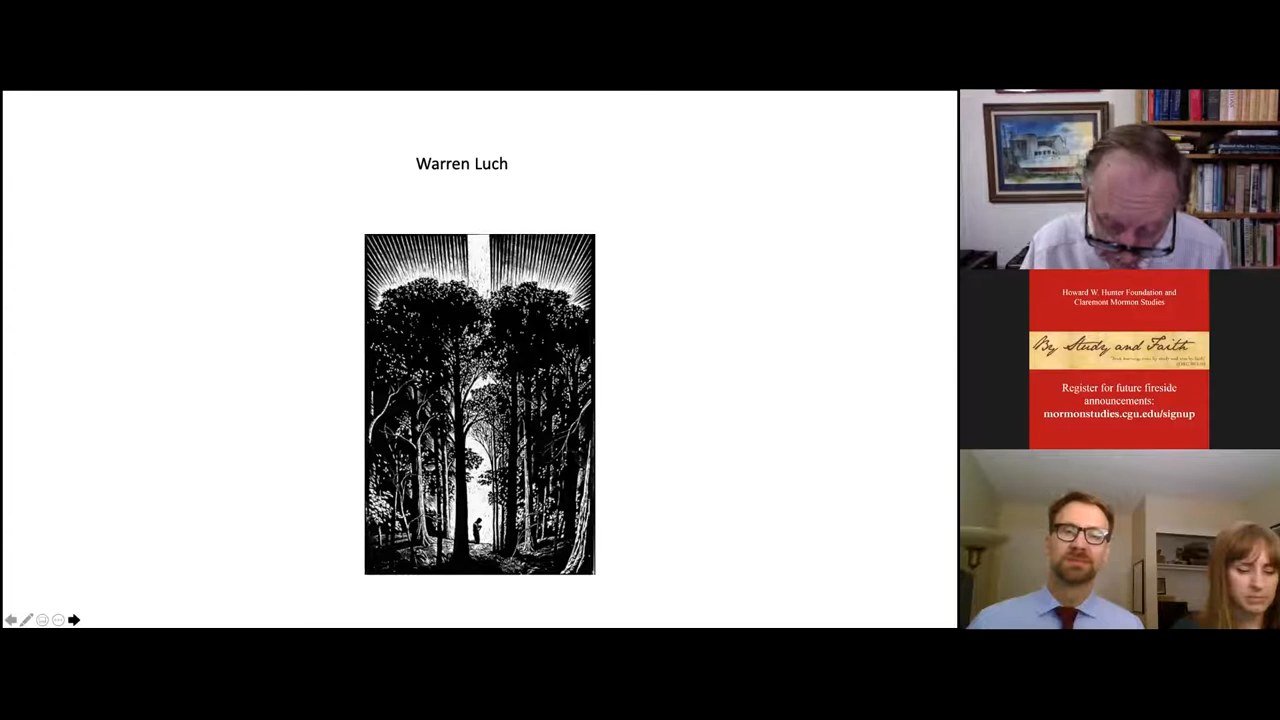 Warren Luch
Howard W. Hunter Foundation and
Claremont Mormon Studies
By Study and Faith
Register for future fireside
announcements:
mormonstudies.cgu.edu/signup